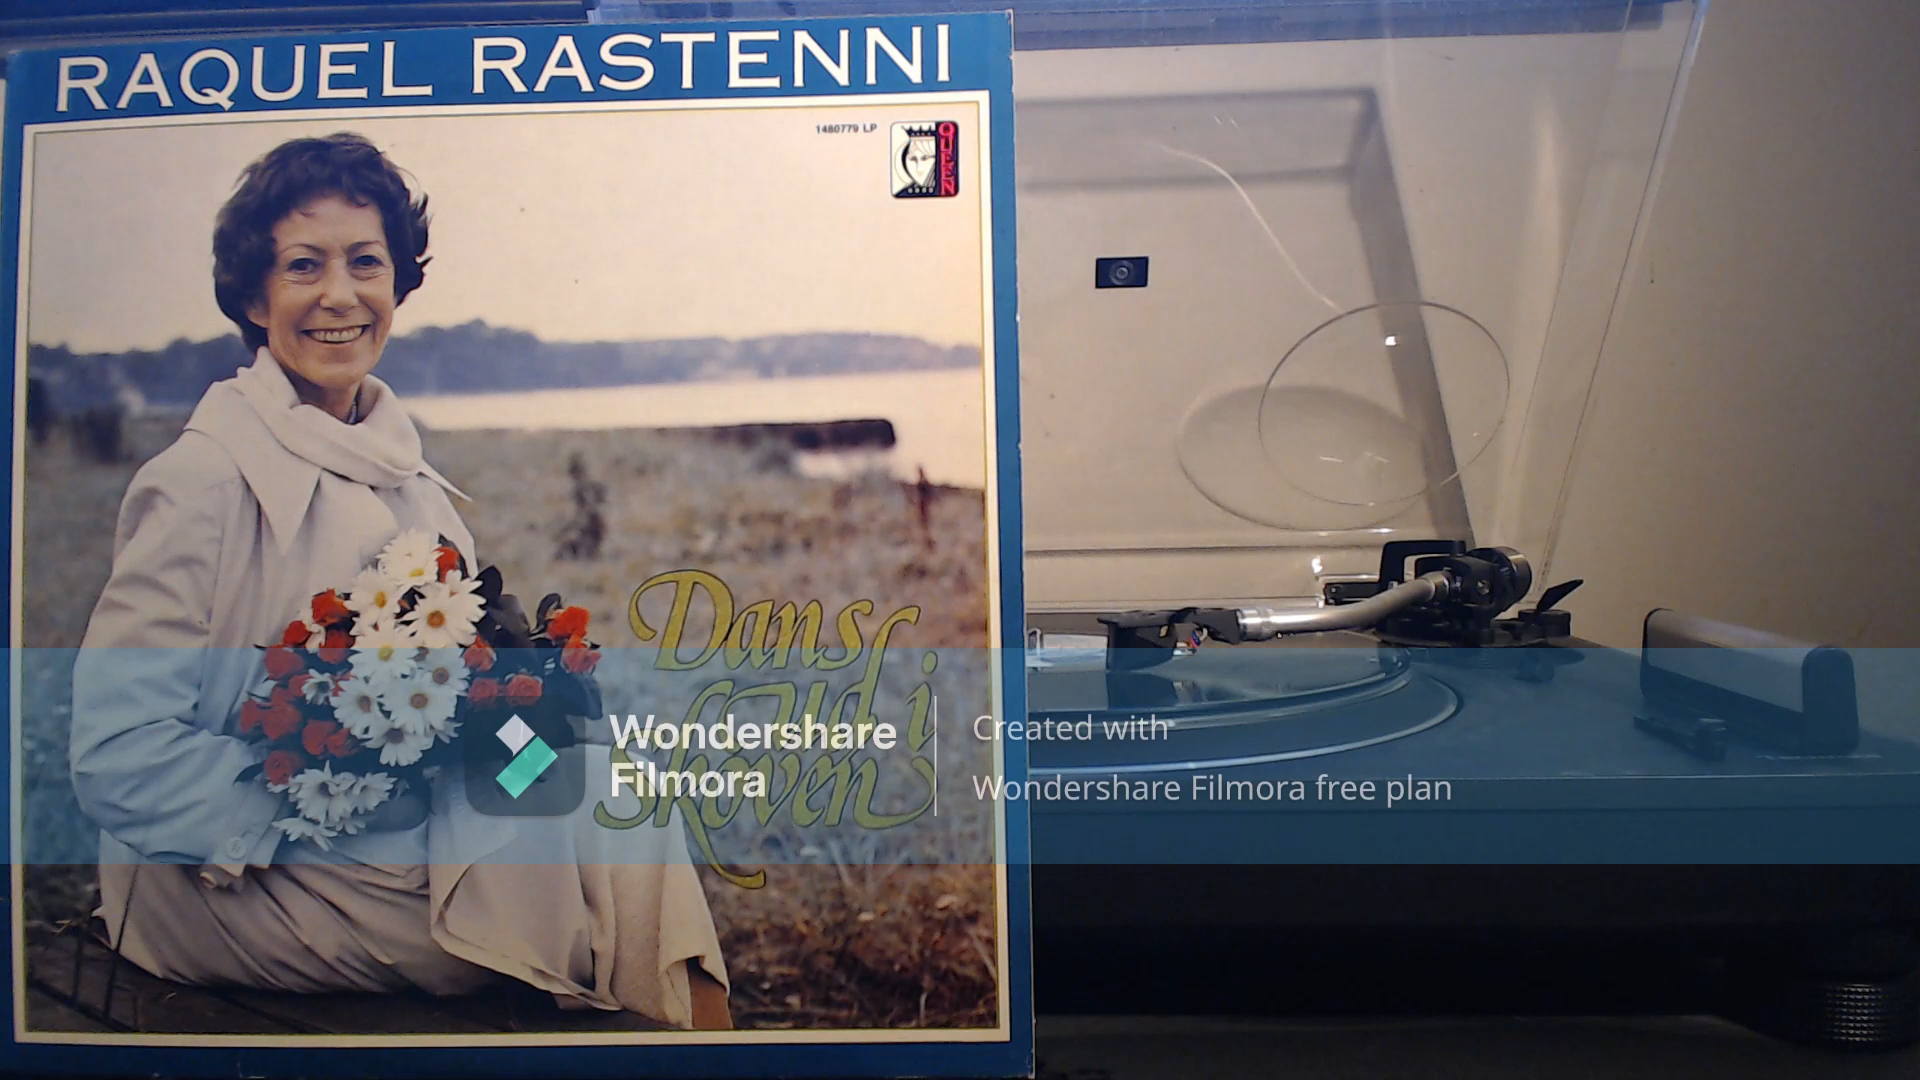 RAQUEL RASTENNI
1480779 LP
QUEEN
Dans
ud i
Skoven
Wondershare
Filmora
Created with
Wondershare Filmora free plan